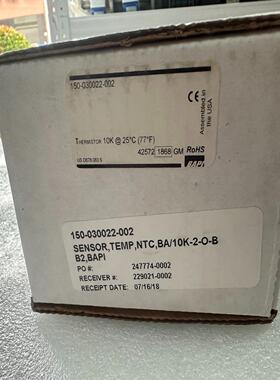 150-030022-002
Assembled in
the USA
THERMISTOR 10K @ 25°C (77°F)
42572 1868 GM RoHS
BAPI
150-030022-002
SENSOR,TEMP,NTC,BA/10K-2-O-B
B2,BAPI
PO #: 247774-0002
RECEIVER #: 229021-0002
RECEIPT DATE: 07/16/18